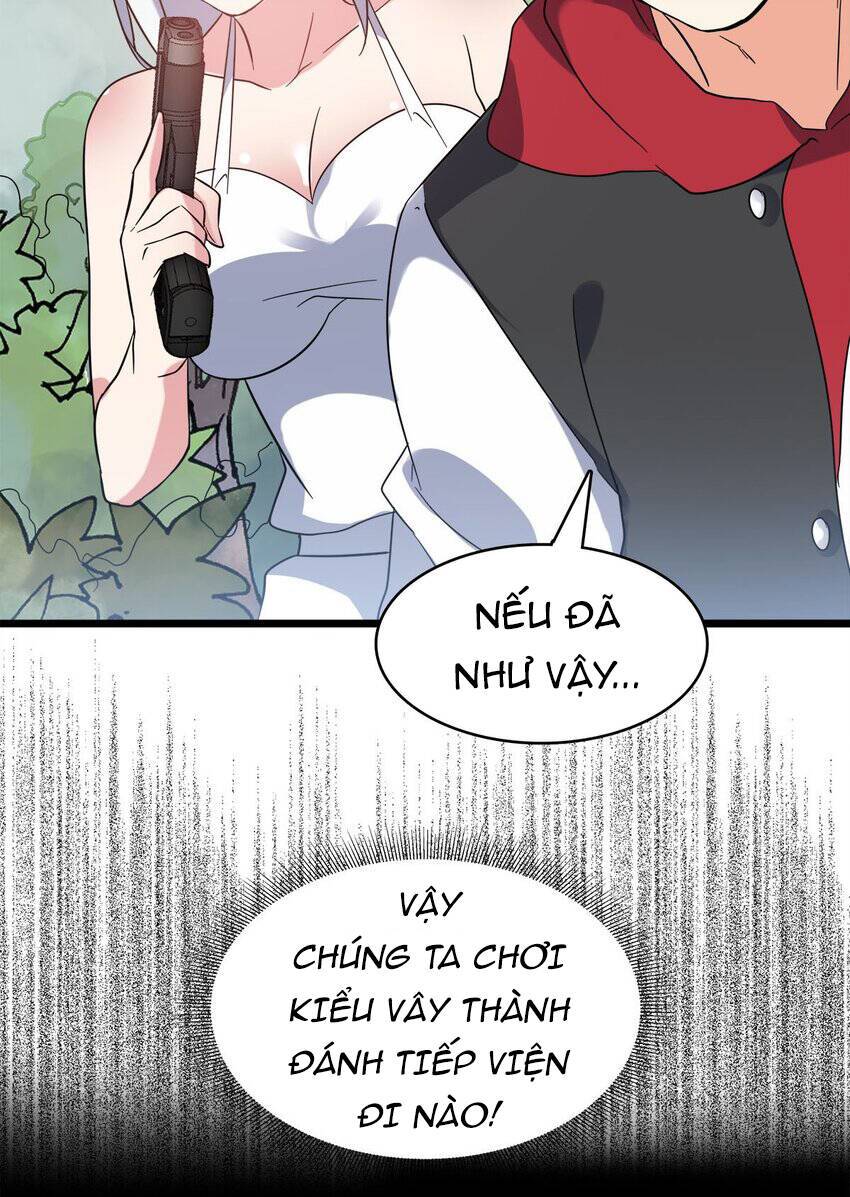 NẾU ĐÃ
NHƯ VẬY...
VẬY
CHÚNG TA CHƠI
KIỂU VÂY THÀNH
ĐÁNH TIẾP VIỆN
ĐI NÀO!